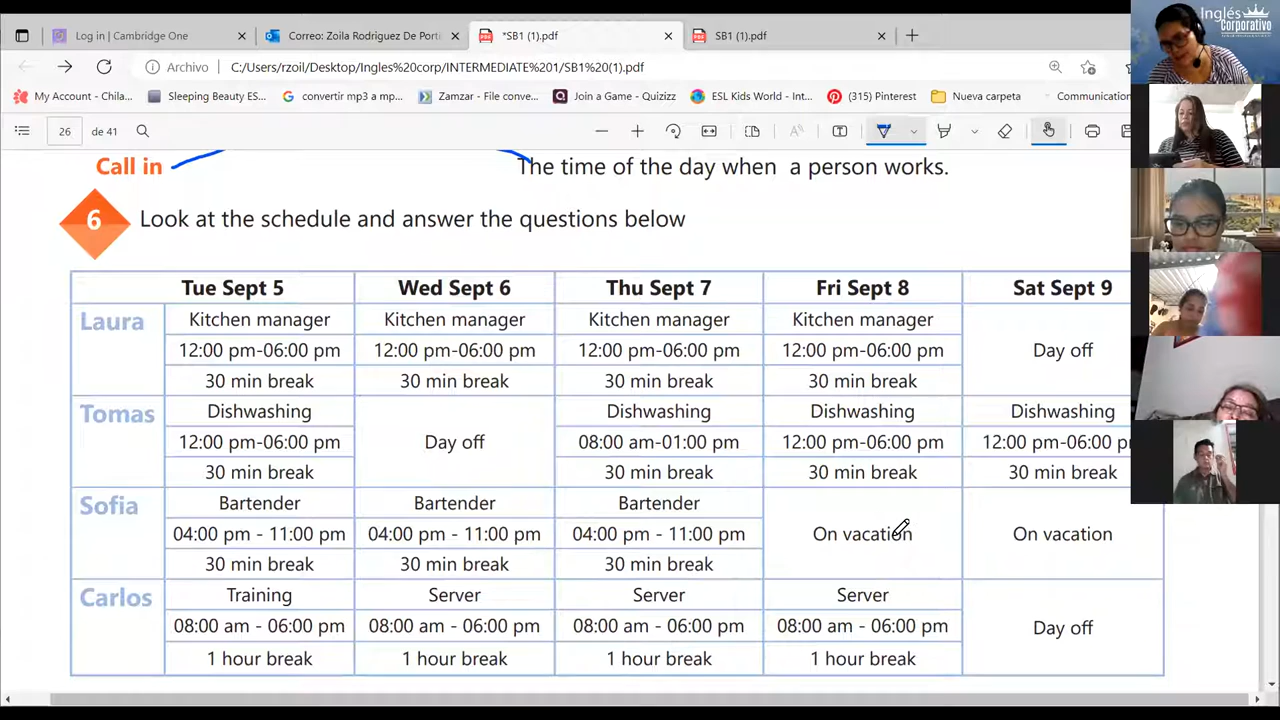 Log in | Cambridge One
Correo: Zoila Rodriguez De Porti
*SB1 (1).pdf
SB1 (1).pdf
Inglés
Corporativo
Archivo
C:/Users/rzoil/Desktop/Ingles%20corp/INTERMEDIATE%201/SB1%20(1).pdf
My Account - Chila...
Sleeping Beauty ES...
convertir mp3 a mp...
Zamzar - File conve...
Join a Game - Quizizz
ESL Kids World - Int...
(315) Pinterest
Nueva carpeta
Communication
26 de 41
Call in
The time of the day when a person works.
6 Look at the schedule and answer the questions below
Tue Sept 5 Wed Sept 6 Thu Sept 7 Fri Sept 8 Sat Sept 9
Laura Kitchen manager Kitchen manager Kitchen manager Kitchen manager
12:00 pm-06:00 pm 12:00 pm-06:00 pm 12:00 pm-06:00 pm 12:00 pm-06:00 pm Day off
30 min break 30 min break 30 min break 30 min break
Tomas Dishwashing Dishwashing Dishwashing Dishwashing
12:00 pm-06:00 pm Day off 08:00 am-01:00 pm 12:00 pm-06:00 pm 12:00 pm-06:00 p
30 min break 30 min break 30 min break 30 min break
Sofia Bartender Bartender Bartender
04:00 pm - 11:00 pm 04:00 pm - 11:00 pm 04:00 pm - 11:00 pm On vacation On vacation
30 min break 30 min break 30 min break
Carlos Training Server Server Server
08:00 am - 06:00 pm 08:00 am - 06:00 pm 08:00 am - 06:00 pm 08:00 am - 06:00 pm Day off
1 hour break 1 hour break 1 hour break 1 hour break